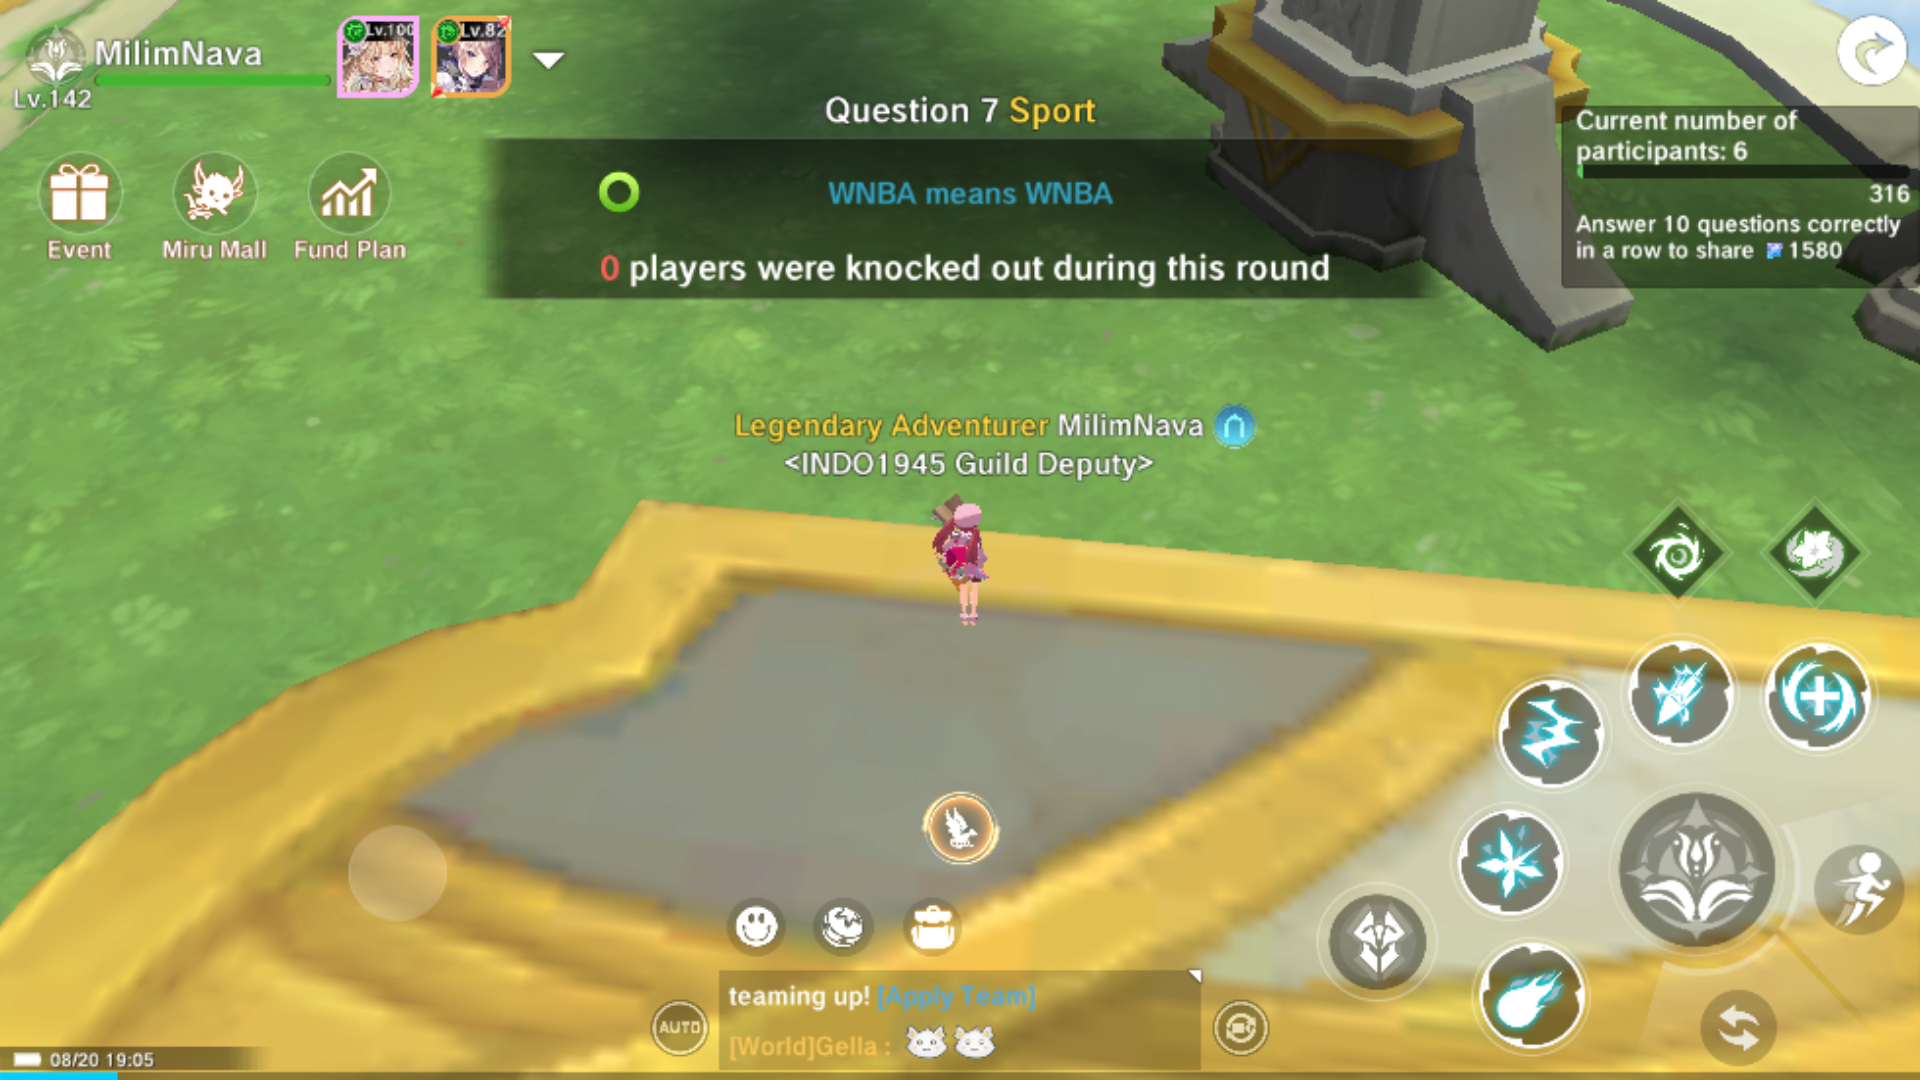 MilimNava
Lv.142
Lv.100
Lv.82
Event
Miru Mall
Fund Plan
Question 7 Sport
WNBA means WNBA
0 players were knocked out during this round
Current number of
participants: 6
316
Answer 10 questions correctly
in a row to share 1580
Legendary Adventurer MilimNava
<INDO1945 Guild Deputy>
teaming up! [Apply Team]
AUTO
[World]Gella :
08/20 19:05